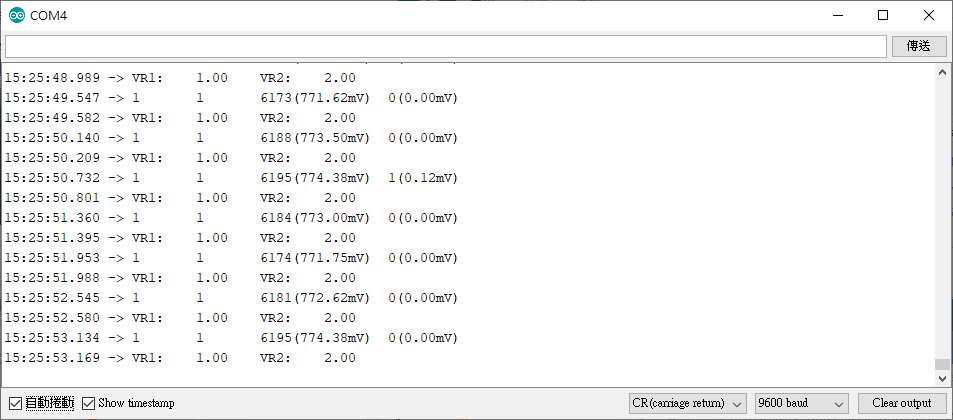 COM4
傳送
15:25:48.989 -> VR1:    1.00    VR2:    2.00
15:25:49.547 -> 1       1       6173(771.62mV)  0(0.00mV)
15:25:49.582 -> VR1:    1.00    VR2:    2.00
15:25:50.140 -> 1       1       6188(773.50mV)  0(0.00mV)
15:25:50.209 -> VR1:    1.00    VR2:    2.00
15:25:50.732 -> 1       1       6195(774.38mV)  1(0.12mV)
15:25:50.801 -> VR1:    1.00    VR2:    2.00
15:25:51.360 -> 1       1       6184(773.00mV)  0(0.00mV)
15:25:51.395 -> VR1:    1.00    VR2:    2.00
15:25:51.953 -> 1       1       6174(771.75mV)  0(0.00mV)
15:25:51.988 -> VR1:    1.00    VR2:    2.00
15:25:52.545 -> 1       1       6181(772.62mV)  0(0.00mV)
15:25:52.580 -> VR1:    1.00    VR2:    2.00
15:25:53.134 -> 1       1       6195(774.38mV)  0(0.00mV)
15:25:53.169 -> VR1:    1.00    VR2:    2.00
自動捲動 Show timestamp CR(carriage return) 9600 baud Clear output